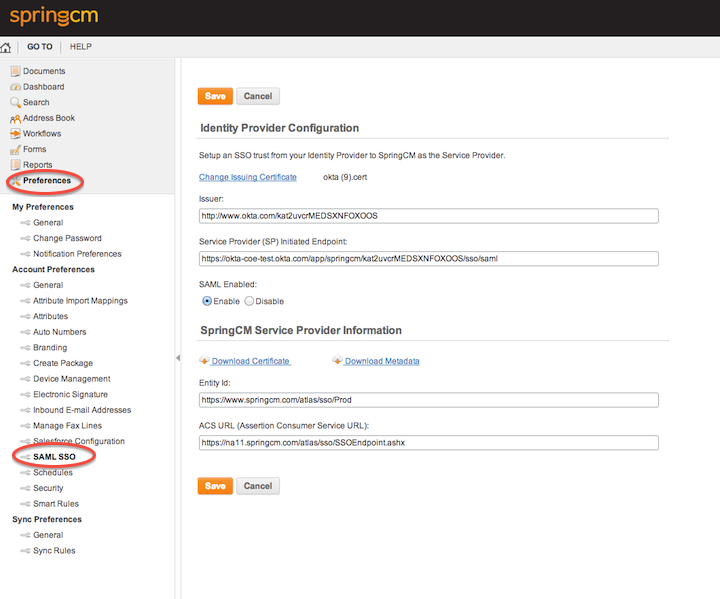 springcm
GO TO
HELP
Documents
Dashboard
Search
Address Book
Workflows
Forms
Reports
Preferences
My Preferences
General
Change Password
Notification Preferences
Account Preferences
General
Attribute Import Mappings
Attributes
Auto Numbers
Branding
Create Package
Device Management
Electronic Signature
Inbound E-mail Addresses
Manage Fax Lines
Salesforce Configuration
SAML SSO
Schedules
Security
Smart Rules
Sync Preferences
General
Sync Rules
Save Cancel
Identity Provider Configuration
Setup an SSO trust from your Identity Provider to SpringCM as the Service Provider.
Change Issuing Certificate okta (9).cert
Issuer:
http://www.okta.com/kat2uvcrMEDSXNFOXOOS
Service Provider (SP) Initiated Endpoint:
https://okta-coe-test.okta.com/app/springcm/kat2uvcrMEDSXNFOXOOS/sso/saml
SAML Enabled:
Enable Disable
SpringCM Service Provider Information
Download Certificate Download Metadata
Entity Id:
https://www.springcm.com/atlas/sso/Prod
ACS URL (Assertion Consumer Service URL):
https://na11.springcm.com/atlas/sso/SSOEndpoint.ashx
Save Cancel